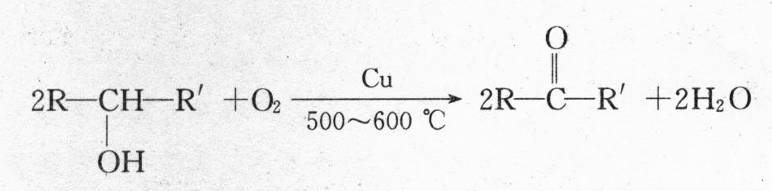 O
Cu
2R—CH—R′ +O₂ ⟶ 2R—C—R′ +2H₂O
500～600 ℃
OH